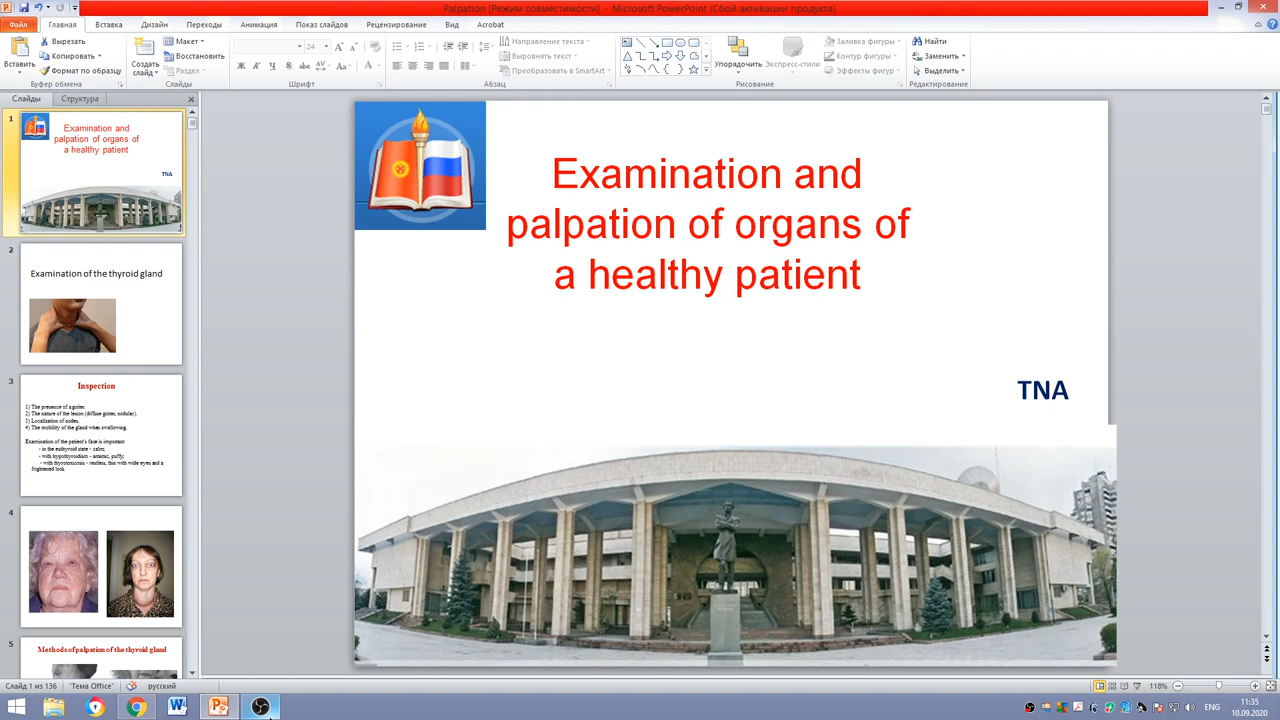 Palpation [Режим совместимости] - Microsoft PowerPoint (Сбой активации продукта)
Файл
Главная
Вставка
Дизайн
Переходы
Анимация
Показ слайдов
Рецензирование
Вид
Acrobat
Вставить
Вырезать
Копировать
Формат по образцу
Буфер обмена
Создать слайд
Макет
Восстановить
Раздел
Слайды
24
Шрифт
Направление текста
Выровнять текст
Преобразовать в SmartArt
Абзац
Упорядочить
Экспресс-стили
Заливка фигуры
Контур фигуры
Эффекты фигур
Рисование
Найти
Заменить
Выделить
Редактирование
Слайды
Структура
1
Examination and
palpation of organs of
a healthy patient
TNA
2
Examination of the thyroid gland
3
Inspection
1) The presence of a goiter.
2) The nature of the lesion (diffuse goiter, nodular).
3) Localization of nodes.
4) The mobility of the gland when swallowing.
Examination of the patient's face is important:
- in the euthyroid state - calm;
- with hypothyroidism - amimic, puffy;
- with thyrotoxicosis - restless, thin with wide eyes and a
frightened look.
4
5
Methods of palpation of the thyroid gland
Examination and
palpation of organs of
a healthy patient
TNA
Слайд 1 из 136
"Тема Office"
русский
118%
ENG
11:35
10.09.2020